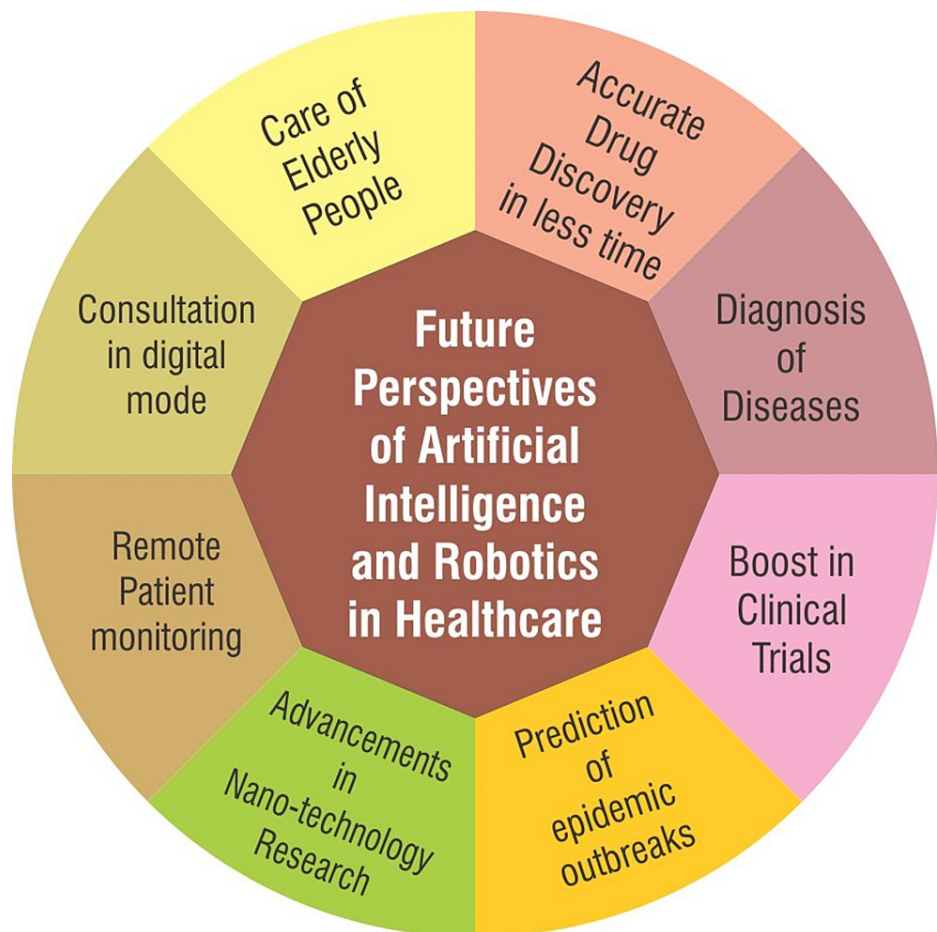 Future
Perspectives
of Artificial
Intelligence
and Robotics
in Healthcare
Accurate
Drug
Discovery
in less time
Diagnosis
of
Diseases
Boost in
Clinical
Trials
Prediction
of
epidemic
outbreaks
Advancements
in
Nano-technology
Research
Remote
Patient
monitoring
Consultation
in digital
mode
Care of
Elderly
People